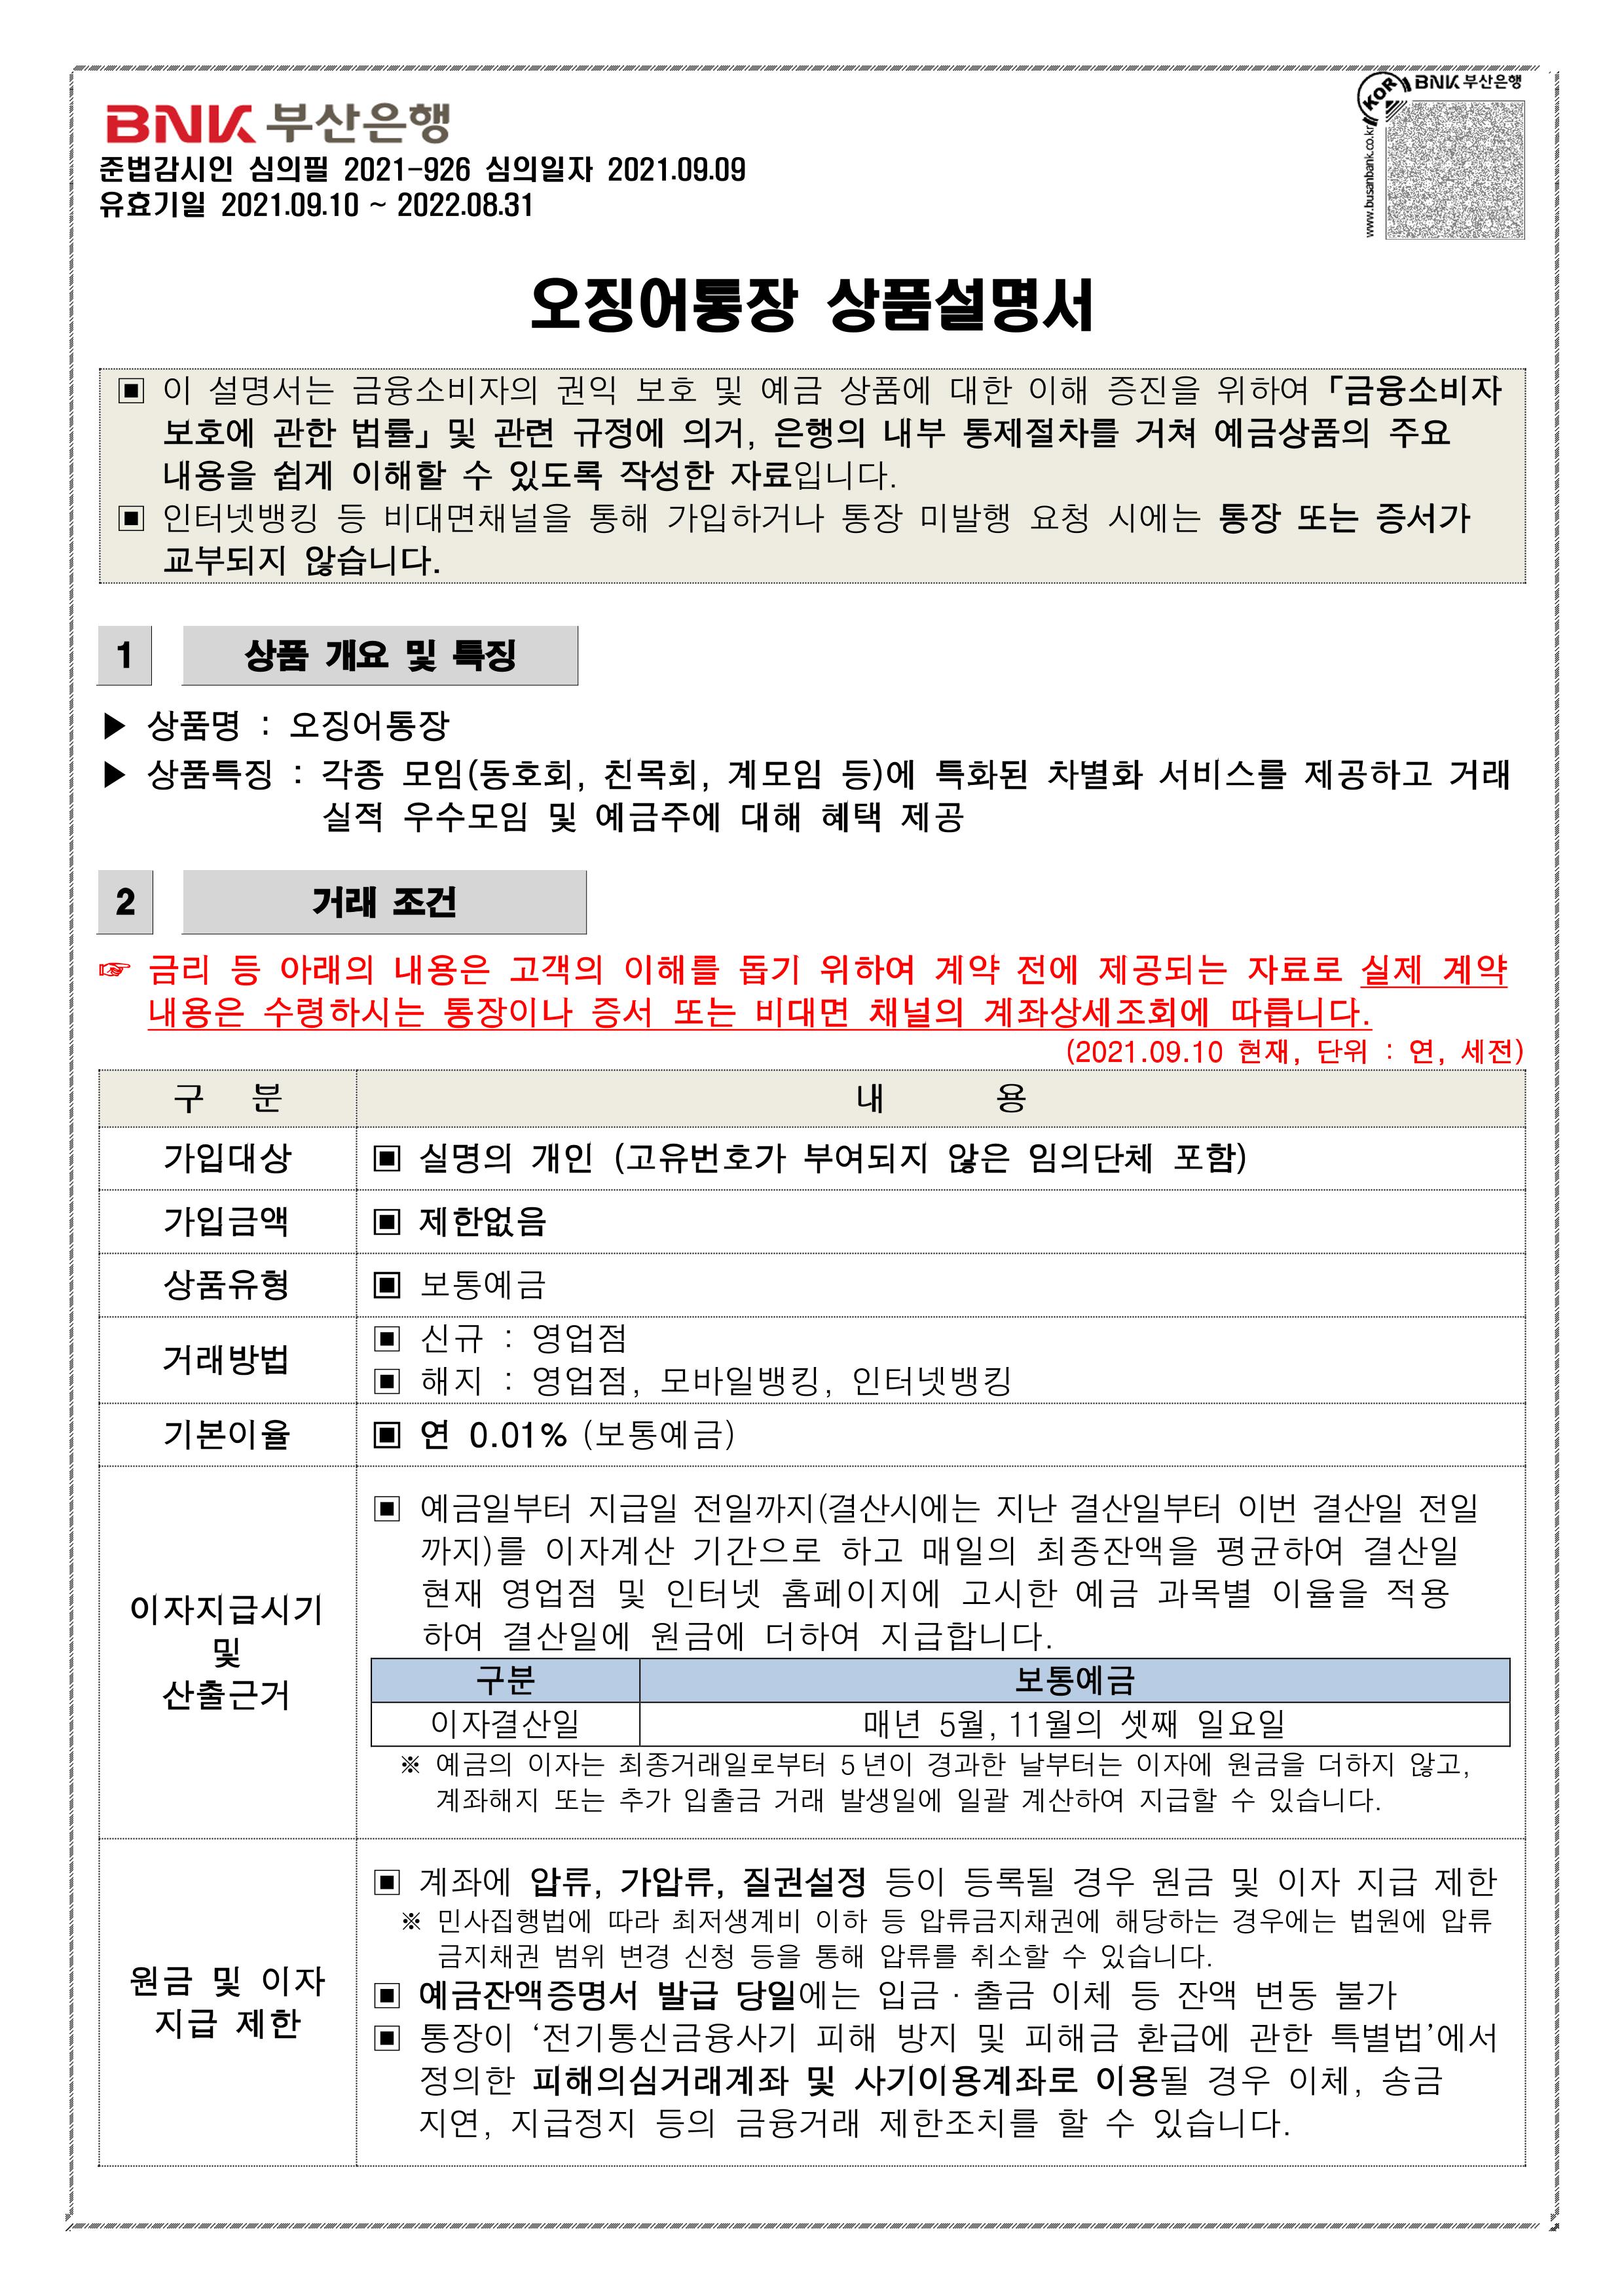 BNK 부산은행
준법감시인 심의필 2021-926 심의일자 2021.09.09
유효기일 2021.09.10 ~ 2022.08.31
KOR
BNK 부산은행
www.busanbank.co.kr
오징어통장 상품설명서
▣ 이 설명서는 금융소비자의 권익 보호 및 예금 상품에 대한 이해 증진을 위하여 「금융소비자
보호에 관한 법률」 및 관련 규정에 의거, 은행의 내부 통제절차를 거쳐 예금상품의 주요
내용을 쉽게 이해할 수 있도록 작성한 자료입니다.
▣ 인터넷뱅킹 등 비대면채널을 통해 가입하거나 통장 미발행 요청 시에는 통장 또는 증서가
교부되지 않습니다.
1 상품 개요 및 특징
▶ 상품명 : 오징어통장
▶ 상품특징 : 각종 모임(동호회, 친목회, 계모임 등)에 특화된 차별화 서비스를 제공하고 거래
실적 우수모임 및 예금주에 대해 혜택 제공
2 거래 조건
☞ 금리 등 아래의 내용은 고객의 이해를 돕기 위하여 계약 전에 제공되는 자료로 실제 계약
내용은 수령하시는 통장이나 증서 또는 비대면 채널의 계좌상세조회에 따릅니다.
(2021.09.10 현재, 단위 : 연, 세전)
구 분 내 용
가입대상 ▣ 실명의 개인 (고유번호가 부여되지 않은 임의단체 포함)
가입금액 ▣ 제한없음
상품유형 ▣ 보통예금
거래방법
▣ 신규 : 영업점
▣ 해지 : 영업점, 모바일뱅킹, 인터넷뱅킹
기본이율 ▣ 연 0.01% (보통예금)
이자지급시기
및
산출근거
▣ 예금일부터 지급일 전일까지(결산시에는 지난 결산일부터 이번 결산일 전일
까지)를 이자계산 기간으로 하고 매일의 최종잔액을 평균하여 결산일
현재 영업점 및 인터넷 홈페이지에 고시한 예금 과목별 이율을 적용
하여 결산일에 원금에 더하여 지급합니다.
구분 보통예금
이자결산일 매년 5월, 11월의 셋째 일요일
※ 예금의 이자는 최종거래일로부터 5년이 경과한 날부터는 이자에 원금을 더하지 않고,
계좌해지 또는 추가 입출금 거래 발생일에 일괄 계산하여 지급할 수 있습니다.
원금 및 이자
지급 제한
▣ 계좌에 압류, 가압류, 질권설정 등이 등록될 경우 원금 및 이자 지급 제한
※ 민사집행법에 따라 최저생계비 이하 등 압류금지채권에 해당하는 경우에는 법원에 압류
금지채권 범위 변경 신청 등을 통해 압류를 취소할 수 있습니다.
▣ 예금잔액증명서 발급 당일에는 입금·출금 이체 등 잔액 변동 불가
▣ 통장이 ‘전기통신금융사기 피해 방지 및 피해금 환급에 관한 특별법’에서
정의한 피해의심거래계좌 및 사기이용계좌로 이용될 경우 이체, 송금
지연, 지급정지 등의 금융거래 제한조치를 할 수 있습니다.